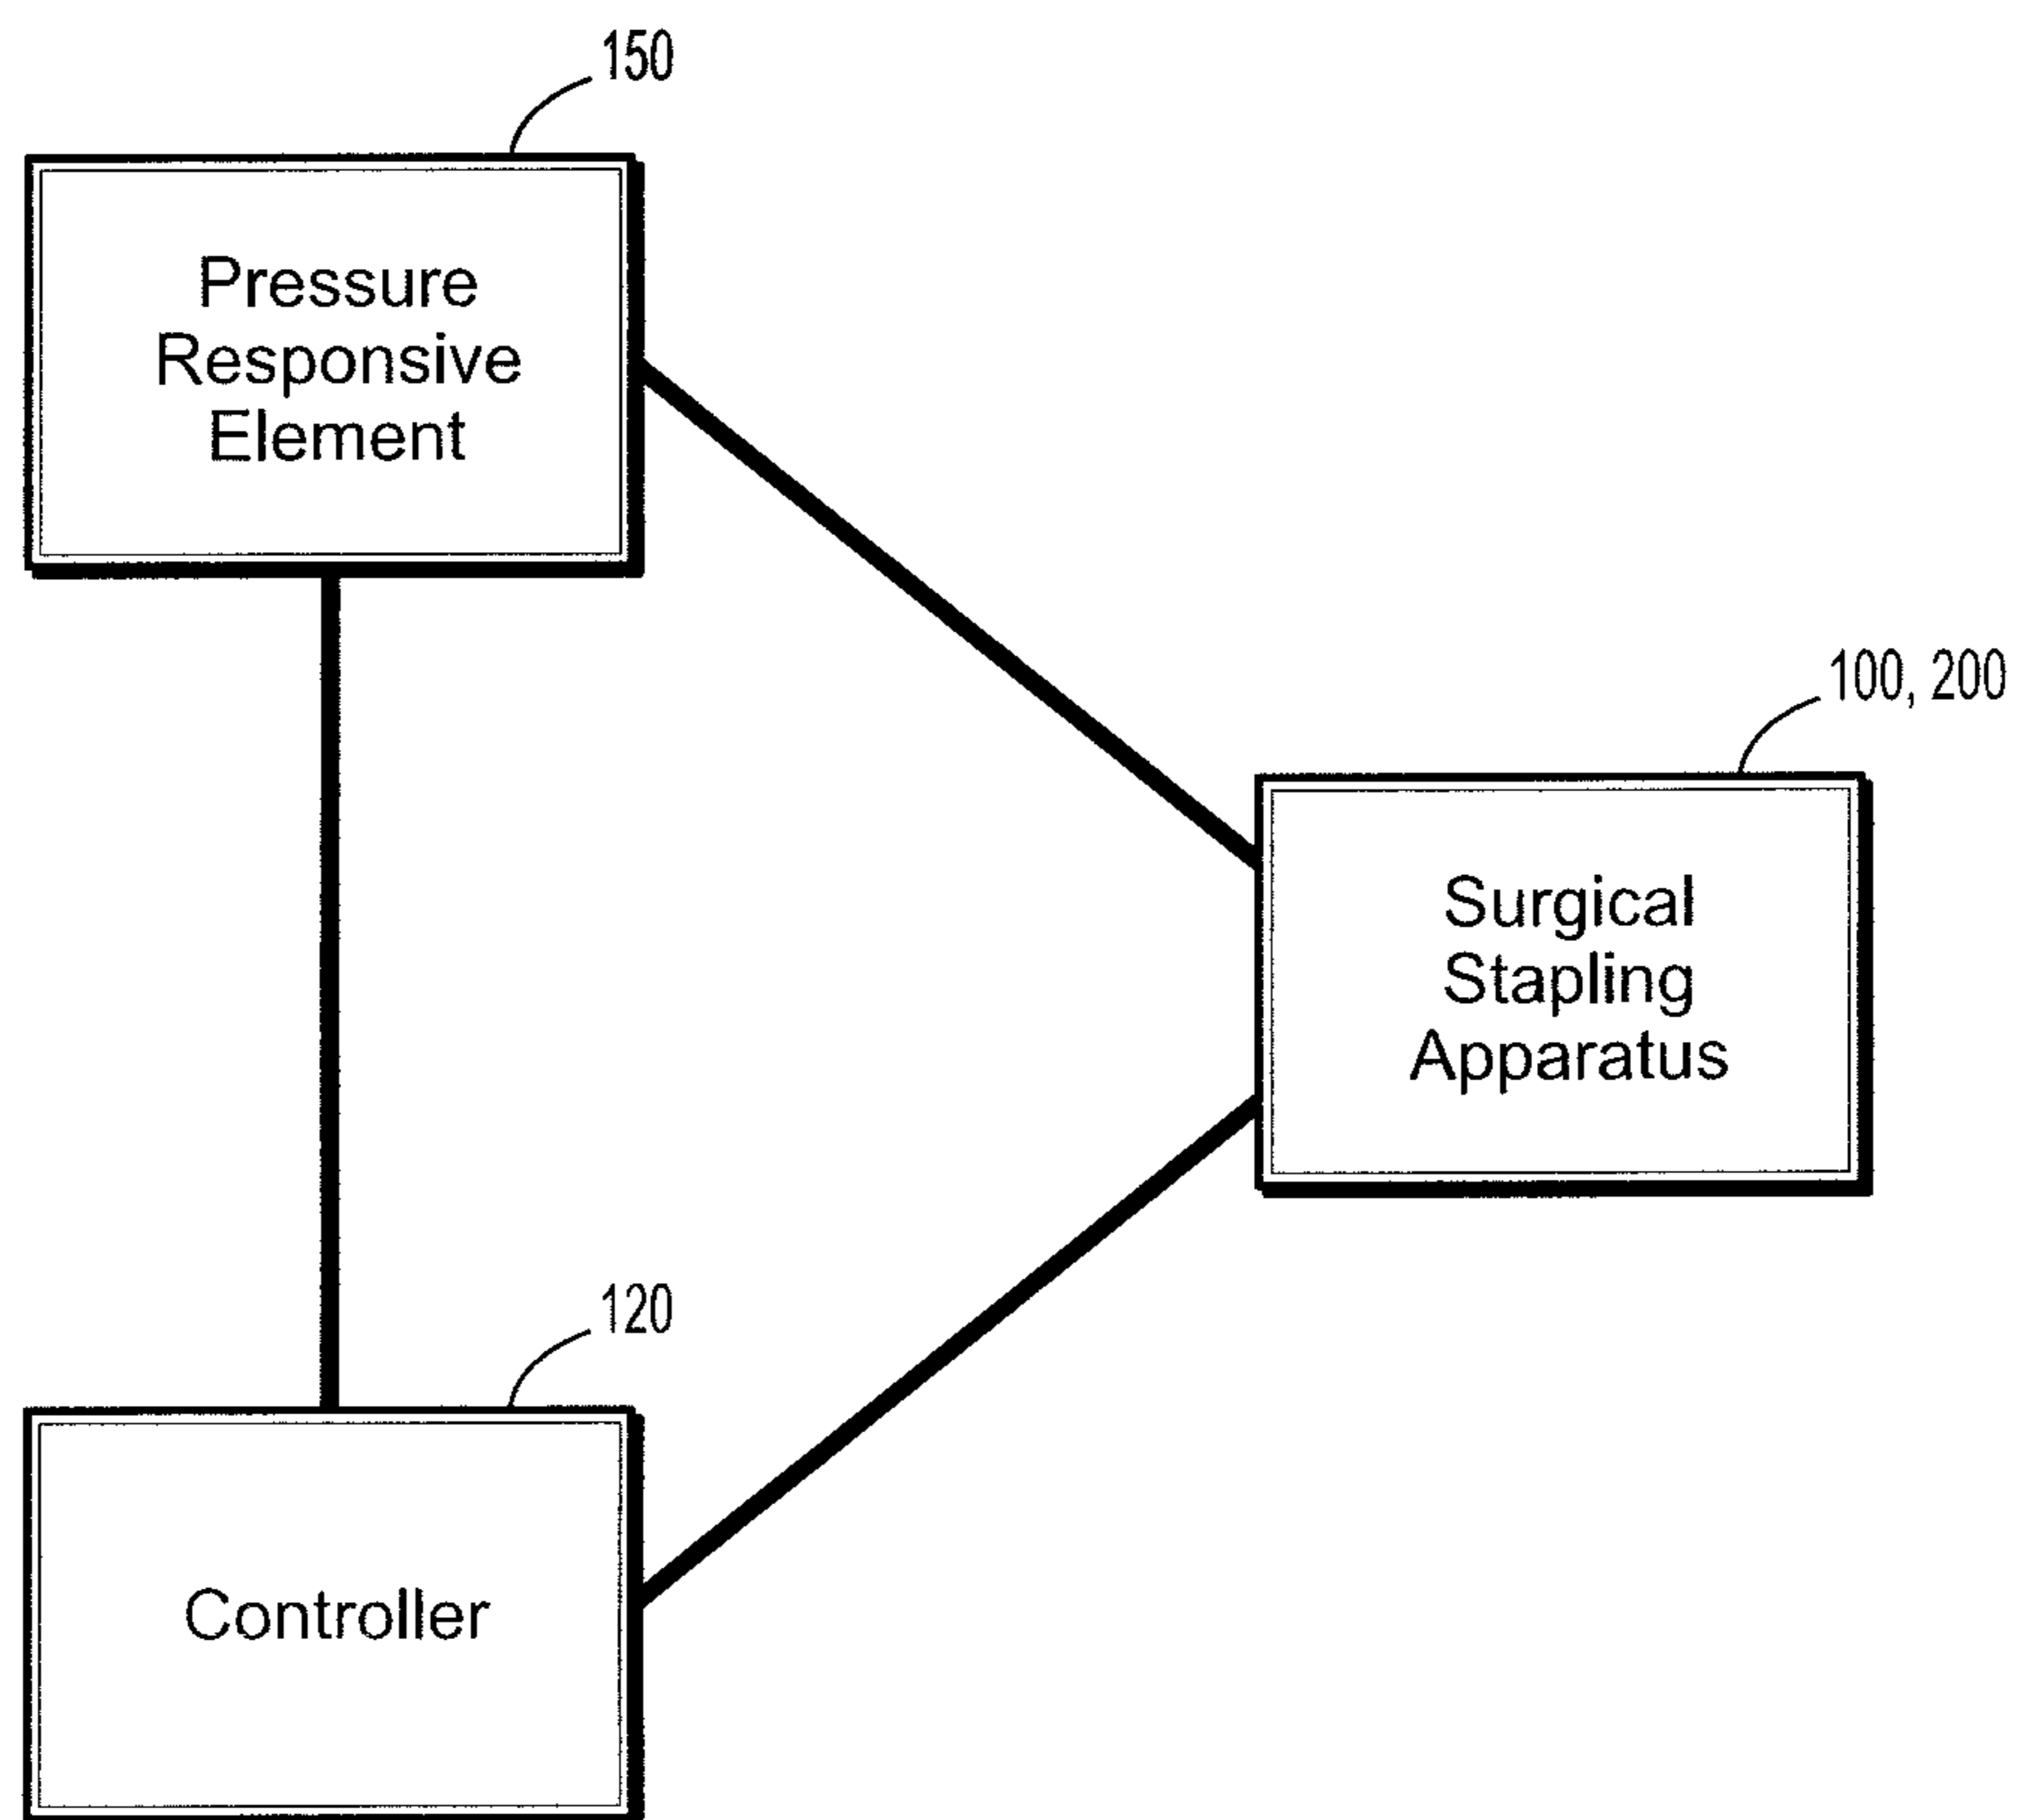 150
Pressure
Responsive
Element
100, 200
Surgical
Stapling
Apparatus
120
Controller